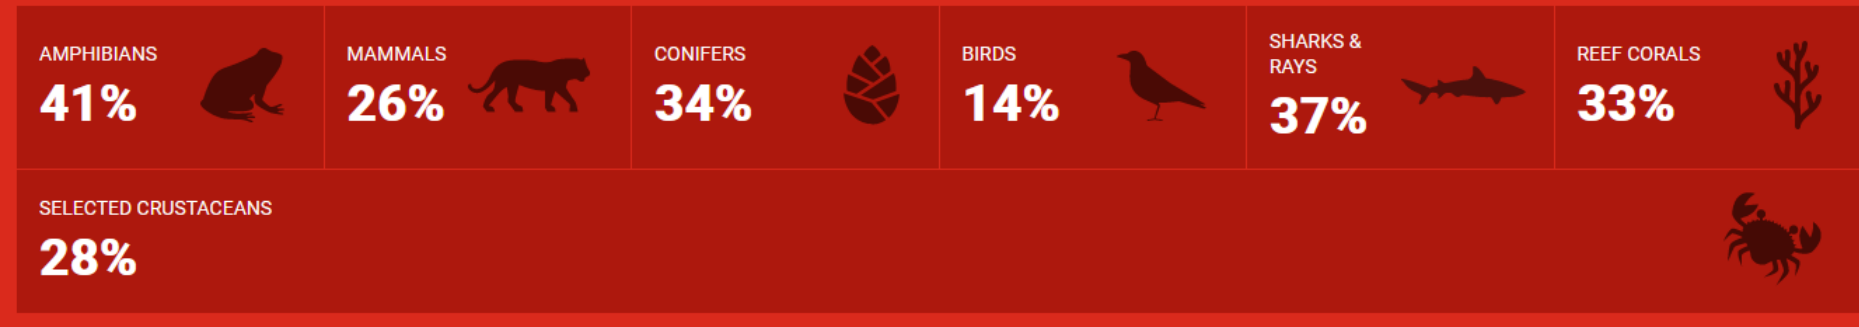 AMPHIBIANS
41%
MAMMALS
26%
CONIFERS
34%
BIRDS
14%
SHARKS &
RAYS
37%
REEF CORALS
33%
SELECTED CRUSTACEANS
28%